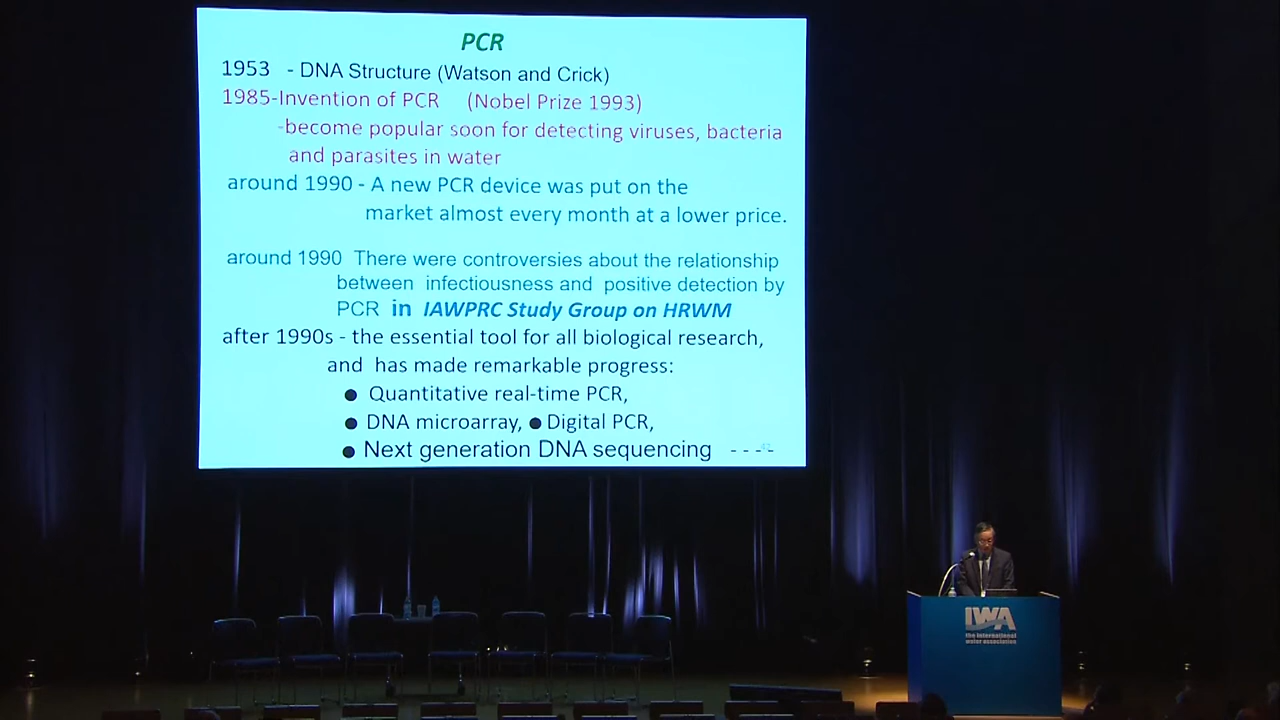 PCR
1953 - DNA Structure (Watson and Crick)
1985-Invention of PCR (Nobel Prize 1993)
-become popular soon for detecting viruses, bacteria
and parasites in water
around 1990 - A new PCR device was put on the
market almost every month at a lower price.
around 1990 There were controversies about the relationship
between infectiousness and positive detection by
PCR in IAWPRC Study Group on HRWM
after 1990s - the essential tool for all biological research,
and has made remarkable progress:
● Quantitative real-time PCR,
● DNA microarray, ● Digital PCR,
● Next generation DNA sequencing ----
IWA
the international
water association